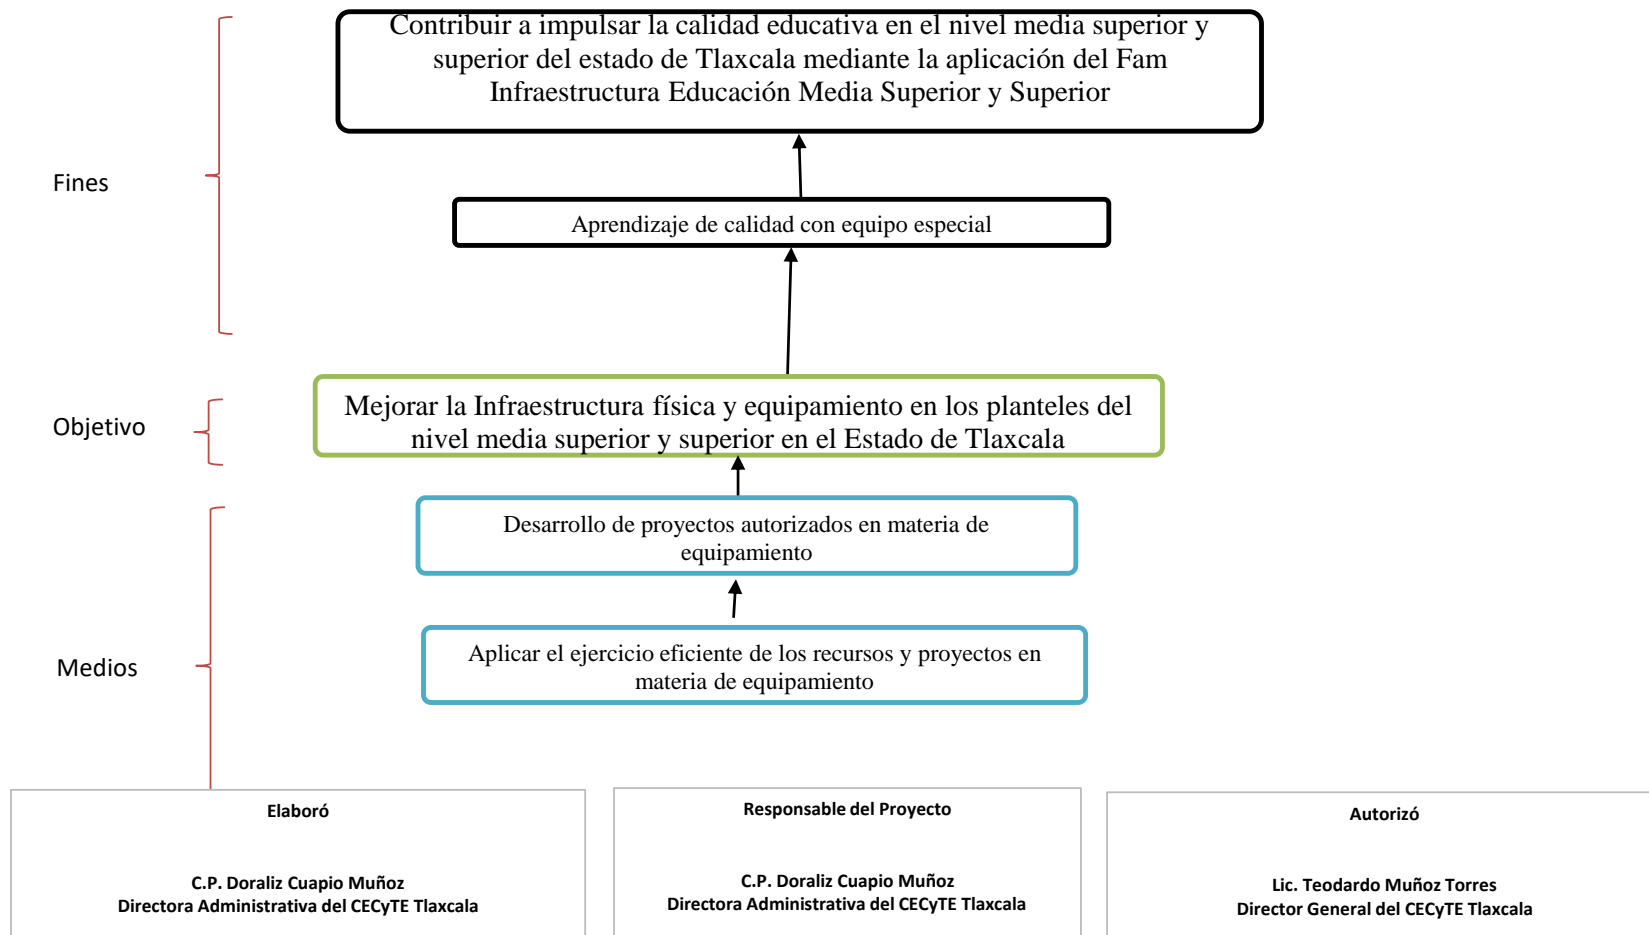 Contribuir a impulsar la calidad educativa en el nivel media superior y
superior del estado de Tlaxcala mediante la aplicación del Fam
Infraestructura Educación Media Superior y Superior
Fines
Aprendizaje de calidad con equipo especial
Objetivo
Mejorar la Infraestructura física y equipamiento en los planteles del
nivel media superior y superior en el Estado de Tlaxcala
Desarrollo de proyectos autorizados en materia de
equipamiento
Medios
Aplicar el ejercicio eficiente de los recursos y proyectos en
materia de equipamiento
Elaboró
C.P. Doraliz Cuapio Muñoz
Directora Administrativa del CECyTE Tlaxcala
Responsable del Proyecto
C.P. Doraliz Cuapio Muñoz
Directora Administrativa del CECyTE Tlaxcala
Autorizó
Lic. Teodardo Muñoz Torres
Director General del CECyTE Tlaxcala